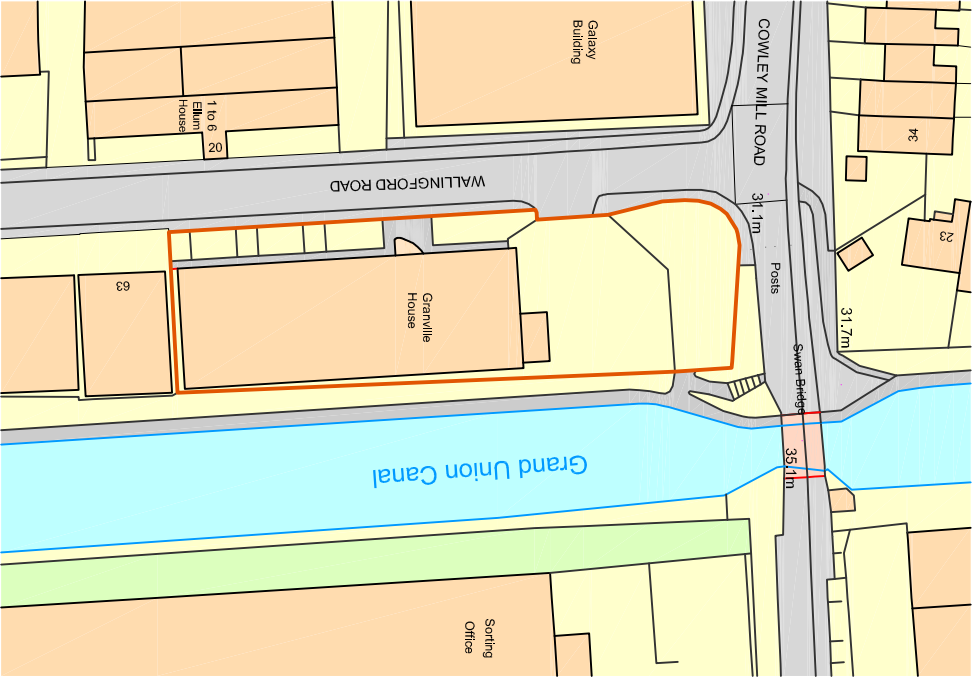 COWLEY MILL ROAD
Galaxy
Building
1 to 6
Ellum
House
20
34
WALLINGFORD ROAD
31.1m
23
Posts
63
Granville
House
31.7m
Swan Bridge
35.1m
Grand Union Canal
Sorting
Office